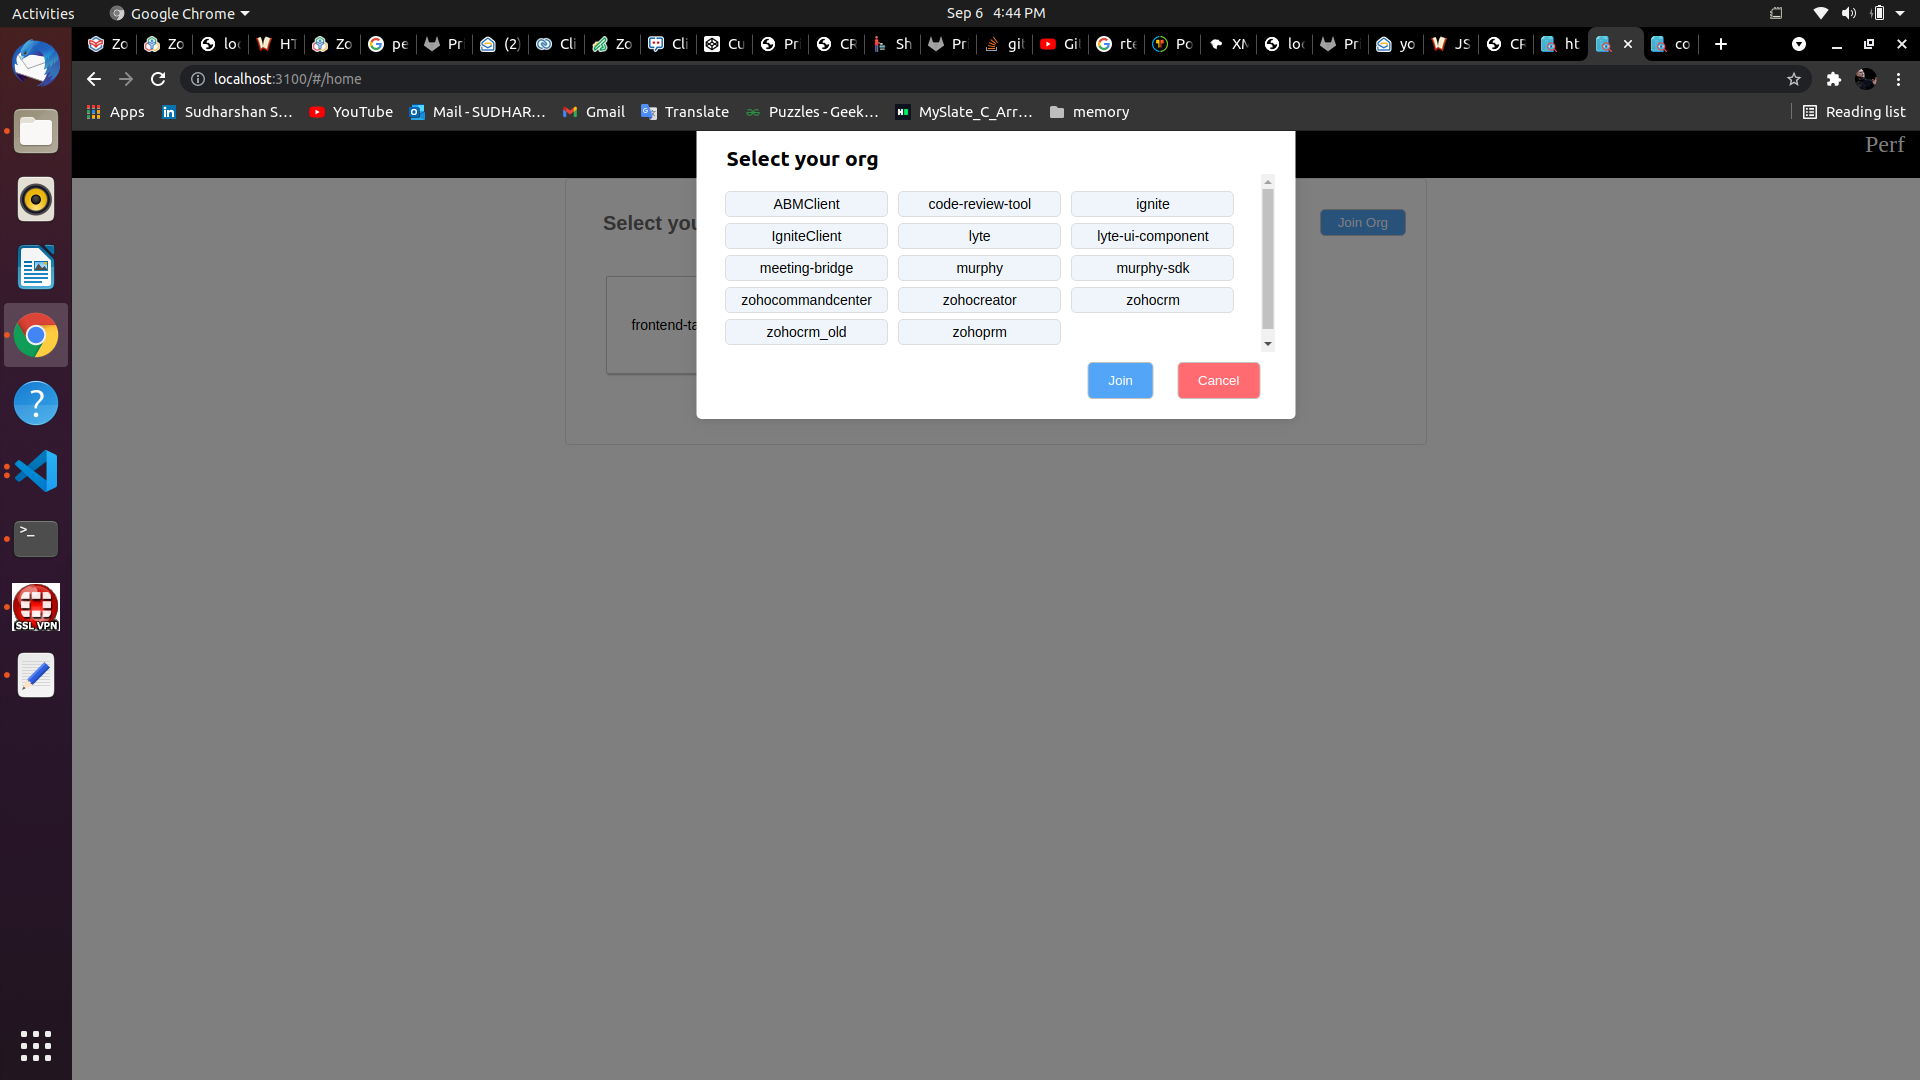 Activities
Google Chrome
Sep 6 4:44 PM
Zo Zo loc HT Zo pe Pr (2) Cli Zo Cli Cu Pr CR Sh Pr git Gi rte Po XM loc Pr yo JS CR ht co
localhost:3100/#/home
Apps
Sudharshan S...
YouTube
Mail - SUDHAR...
Gmail
Translate
Puzzles - Geek...
MySlate_C_Arr...
memory
Reading list
Perf
Select your org
ABMClient code-review-tool ignite
IgniteClient lyte lyte-ui-component
meeting-bridge murphy murphy-sdk
zohocommandcenter zohocreator zohocrm
zohocrm_old zohoprm
Join Cancel
Select you
Join Org
frontend-ta
SSL VPN